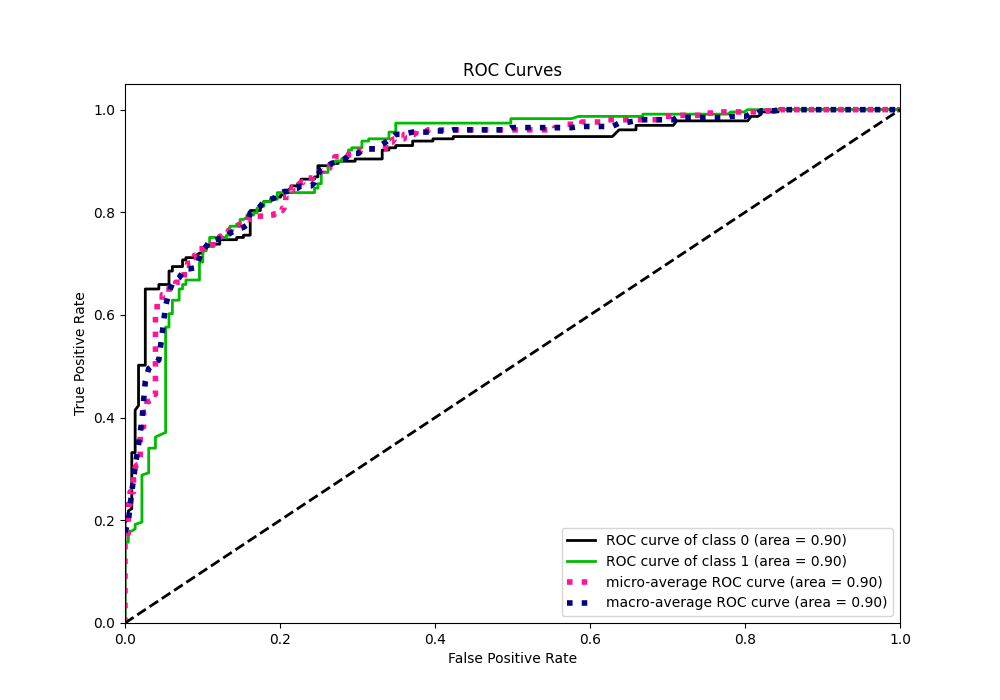 ROC Curves
True Positive Rate
1.0
0.8
0.6
0.4
0.2
0.0
0.0 0.2 0.4 0.6 0.8 1.0
False Positive Rate
ROC curve of class 0 (area = 0.90)
ROC curve of class 1 (area = 0.90)
micro-average ROC curve (area = 0.90)
macro-average ROC curve (area = 0.90)